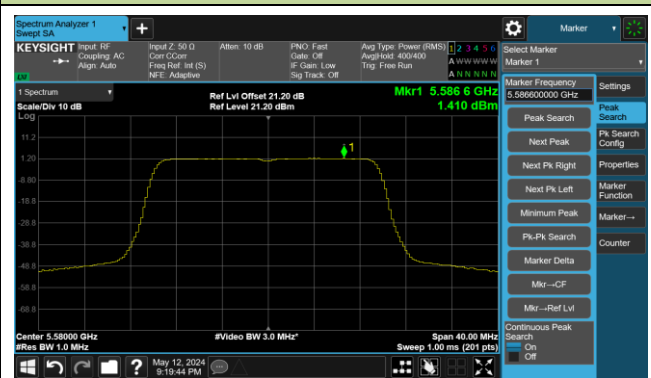 Spectrum Analyzer 1
Swept SA
Marker
KEYSIGHT
Input: RF
Coupling: AC
Align: Auto
Input Z: 50 Ω
Corr CCorr
Freq Ref: Int (S)
NFE: Adaptive
Atten: 10 dB
PNO: Fast
Gate: Off
IF Gain: Low
Sig Track: Off
Avg Type: Power (RMS)
Avg|Hold: 400/400
Trig: Free Run
1 2 3 4 5 6
A W W W W W
A N N N N N
Select Marker
Marker 1
1 Spectrum
Scale/Div 10 dB
Log
Ref Lvl Offset 21.20 dB
Ref Level 21.20 dBm
Mkr1 5.586 6 GHz
1.410 dBm
11.2
1.20
-8.80
-18.8
-28.8
-38.8
-48.8
-58.8
-68.8
1
Center 5.58000 GHz
#Res BW 1.0 MHz
#Video BW 3.0 MHz*
Span 40.00 MHz
Sweep 1.00 ms (201 pts)
Marker Frequency
5.586600000 GHz
Peak Search
Next Peak
Next Pk Right
Next Pk Left
Minimum Peak
Pk-Pk Search
Marker Delta
Mkr→CF
Mkr→Ref Lvl
Continuous Peak
Search
On
Off
Settings
Peak
Search
Pk Search
Config
Properties
Marker
Function
Marker→
Counter
May 12, 2024
9:19:44 PM